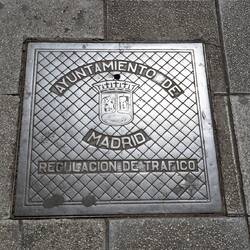 AYUNTAMIENTO DE
MADRID
REGULACION DE TRAFICO